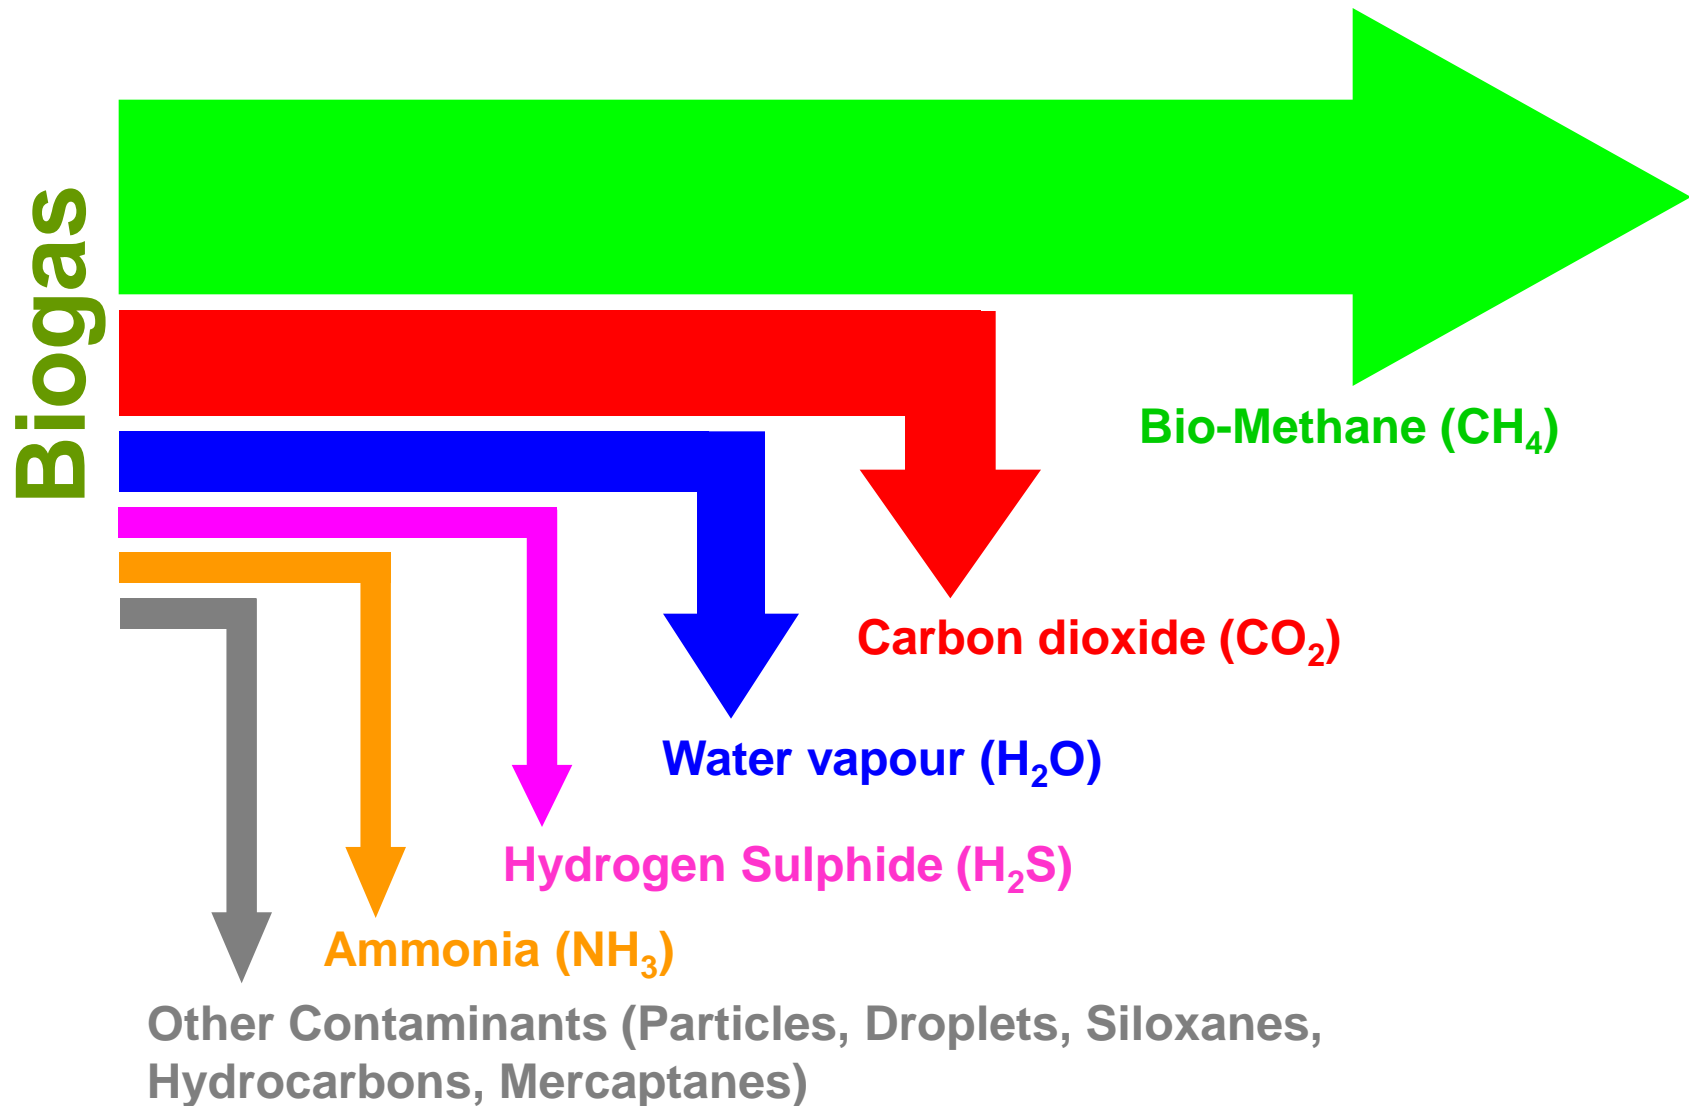 Biogas
Bio-Methane (CH₄)
Carbon dioxide (CO₂)
Water vapour (H₂O)
Hydrogen Sulphide (H₂S)
Ammonia (NH₃)
Other Contaminants (Particles, Droplets, Siloxanes,
Hydrocarbons, Mercaptanes)